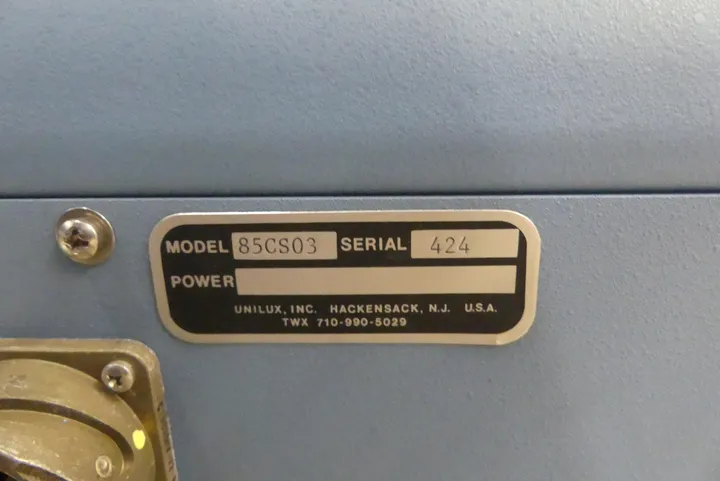 MODEL 85CS03 SERIAL 424
POWER
UNILUX, INC. HACKENSACK, N.J. U.S.A.
TWX 710-990-5029